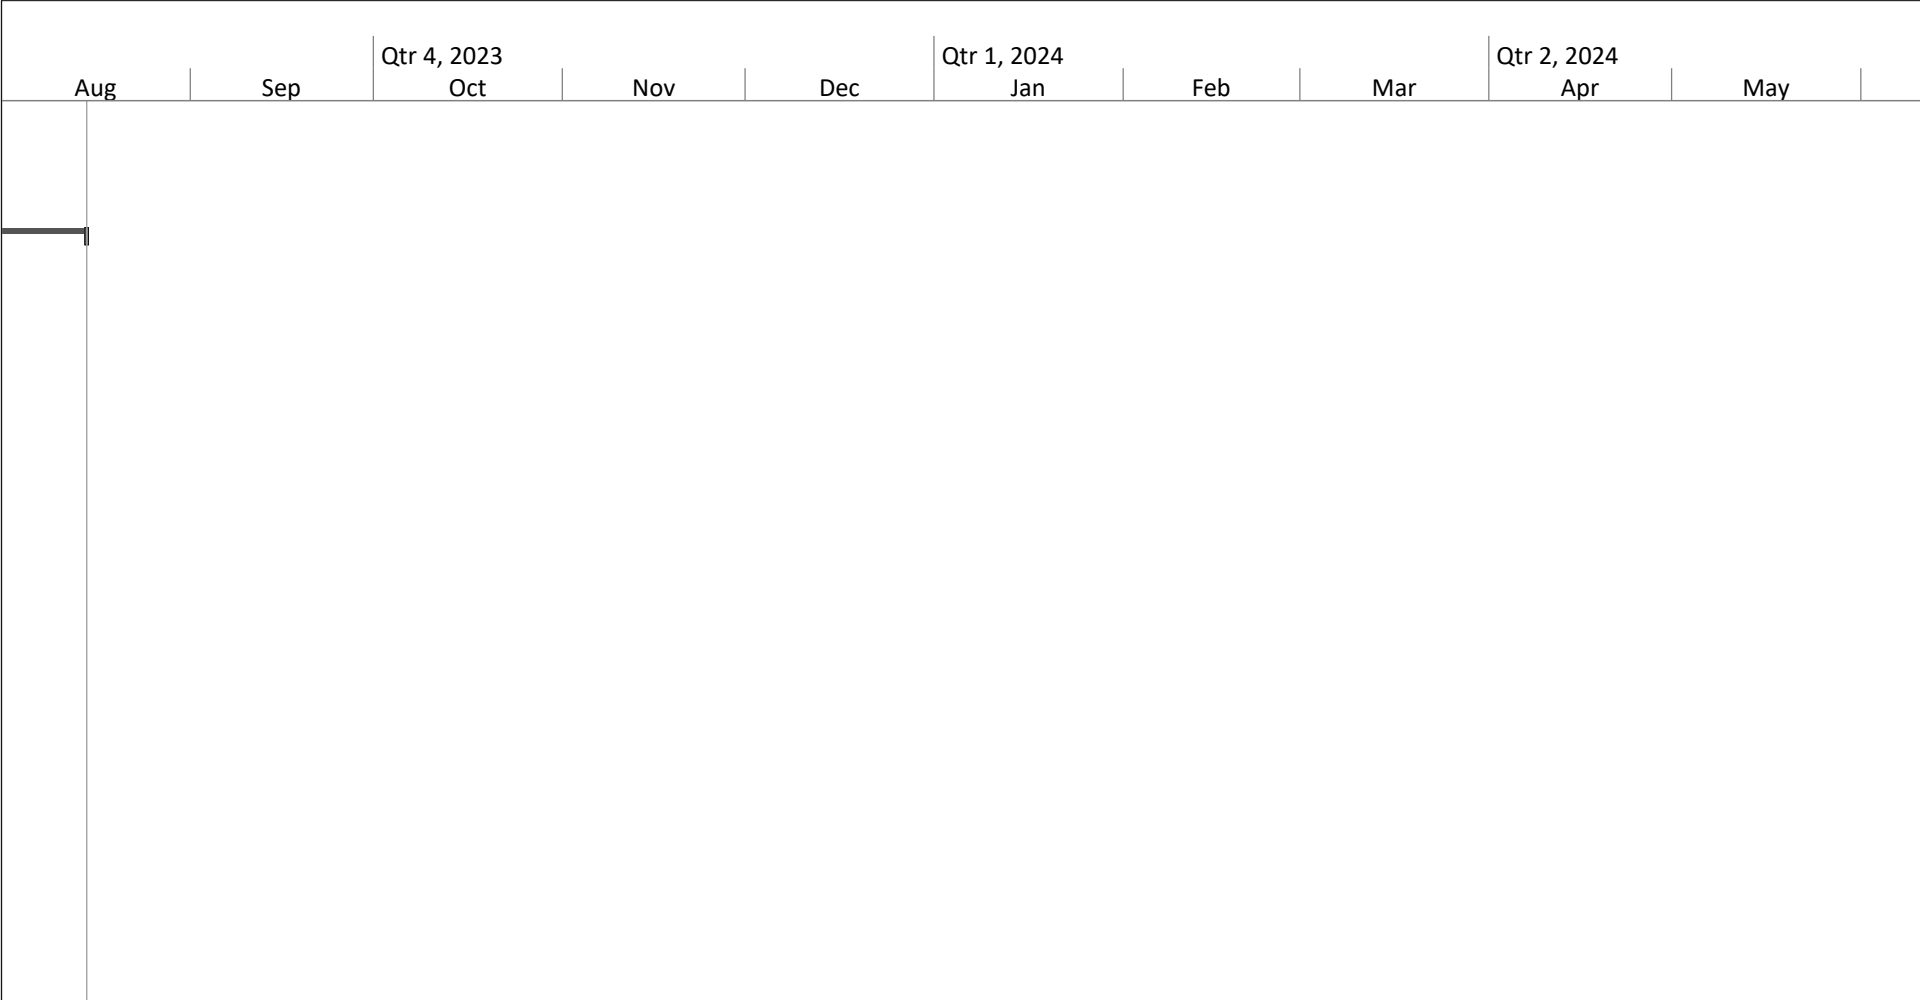 Qtr 4, 2023 Qtr 1, 2024 Qtr 2, 2024
Aug Sep Oct Nov Dec Jan Feb Mar Apr May